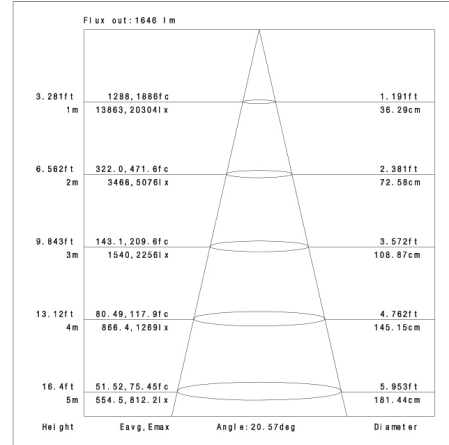 Flux out:1646 lm
3.281ft 1288,1886fc 1.191ft
1m 13863,20304lx 36.29cm
6.562ft 322.0,471.6fc 2.381ft
2m 3466,5076lx 72.58cm
9.843ft 143.1,209.6fc 3.572ft
3m 1540,2256lx 108.87cm
13.12ft 80.49,117.9fc 4.762ft
4m 866.4,1269lx 145.15cm
16.4ft 51.52,75.45fc 5.953ft
5m 554.5,812.2lx 181.44cm
Height Eavg,Emax Angle:20.57deg Diameter